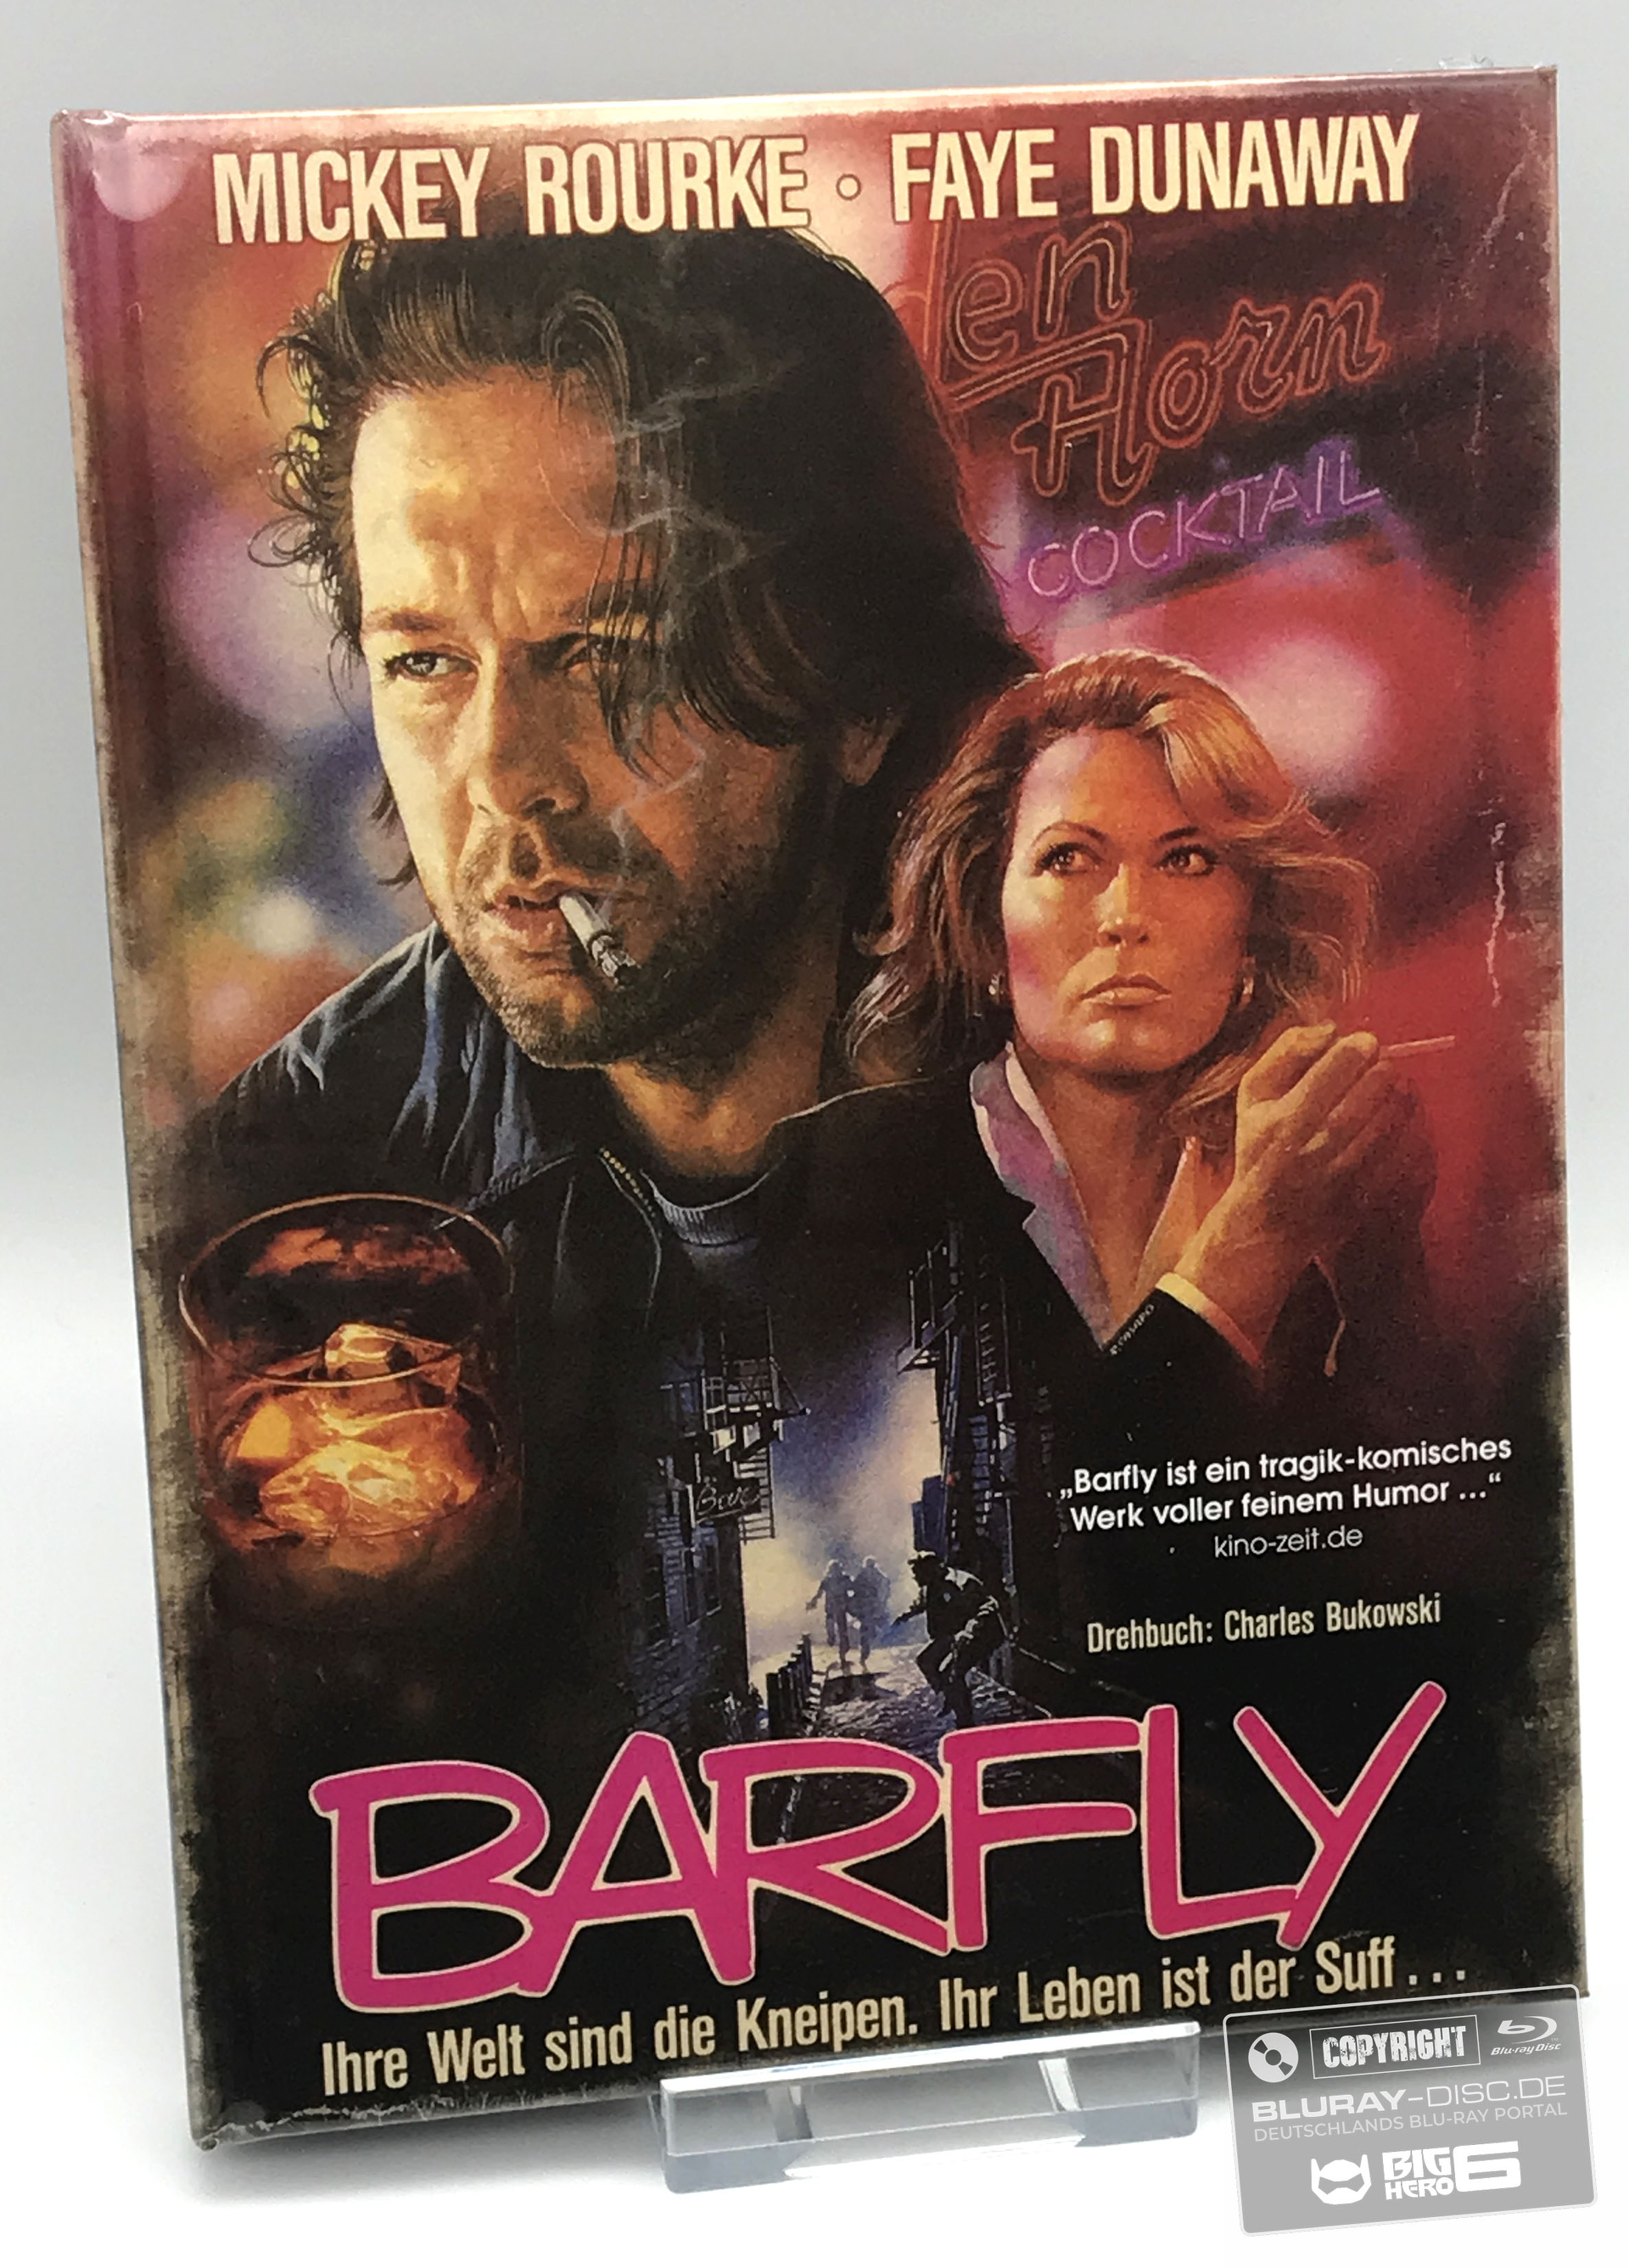 MICKEY ROURKE ◦ FAYE DUNAWAY
en
Horn
COCKTAIL
Bar
„Barfly ist ein tragik-komisches
Werk voller feinem Humor ...“
kino-zeit.de
Drehbuch: Charles Bukowski
BARFLY
Ihre Welt sind die Kneipen. Ihr Leben ist der Suff...
COPYRIGHT
Blu-ray Disc
BLURAY-DISC.DE
DEUTSCHLANDS BLU-RAY PORTAL
BIG
HERO
6